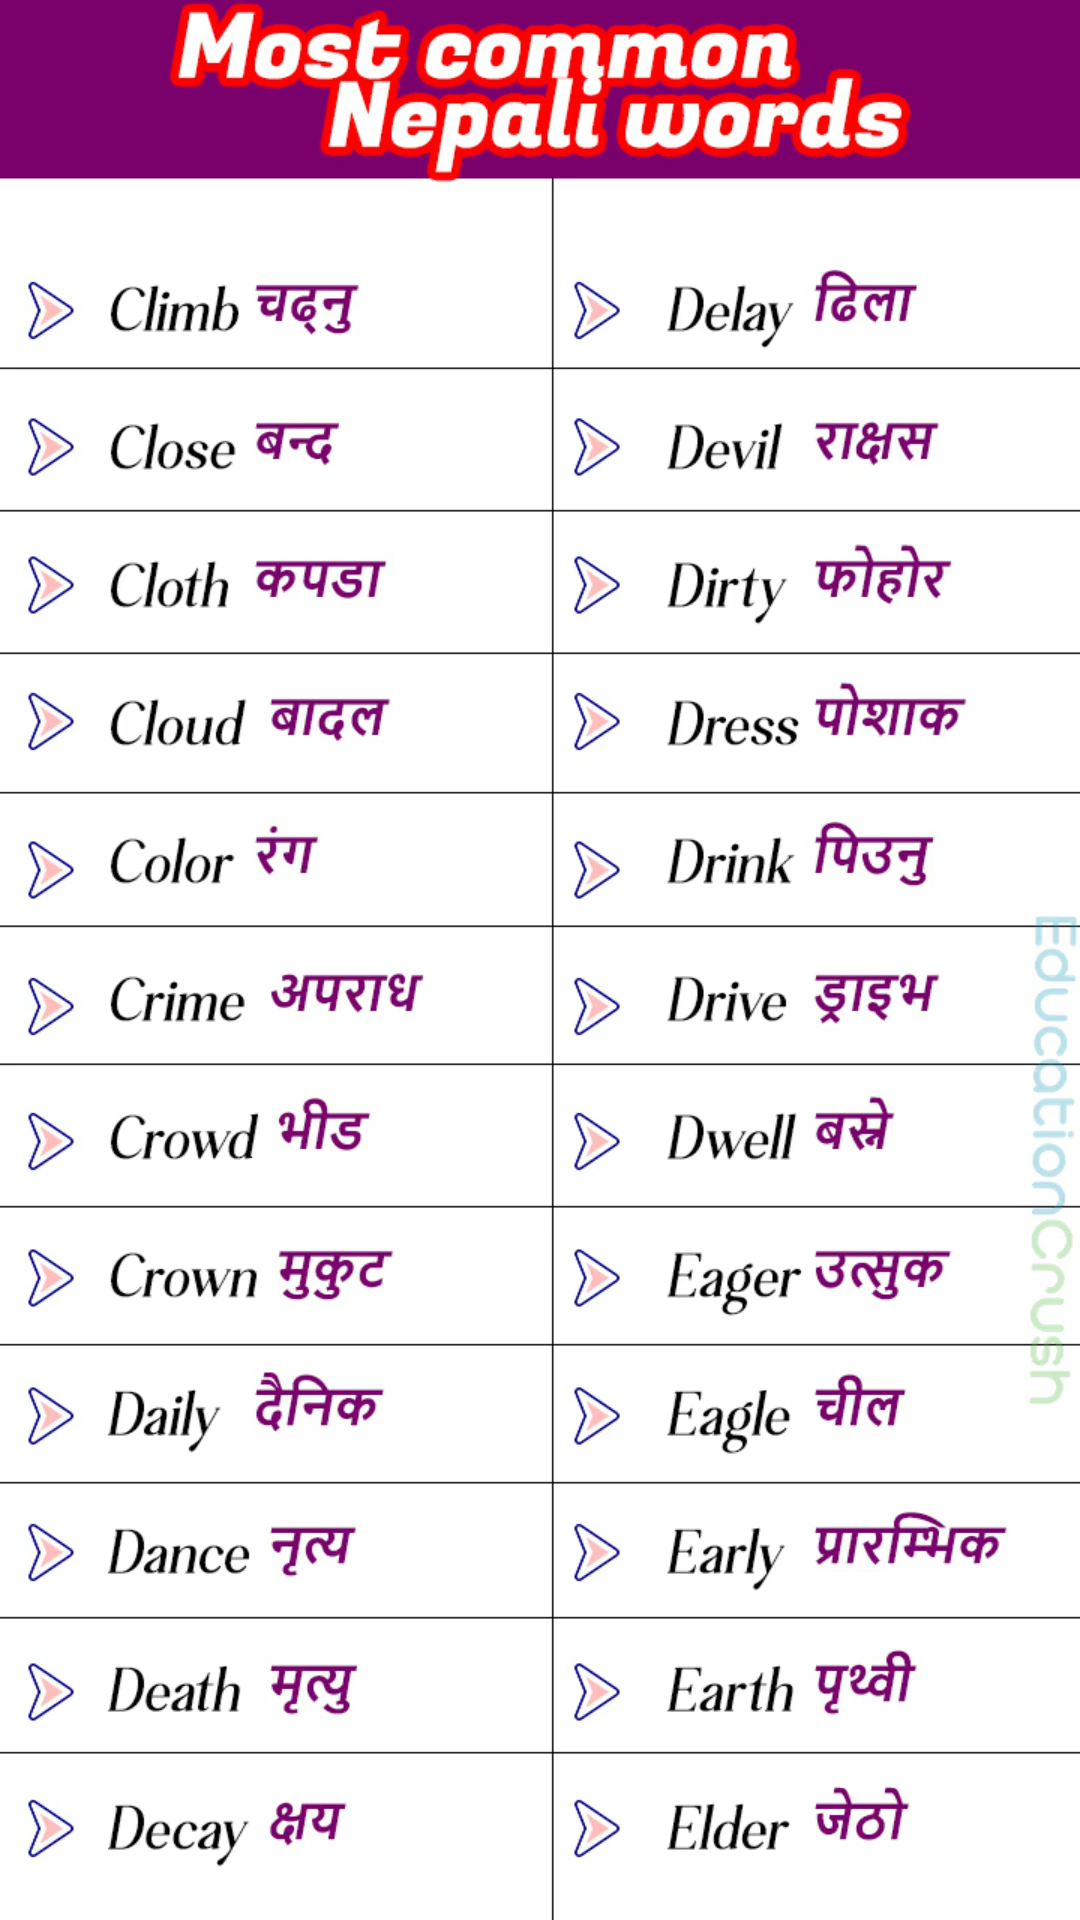 Most common
Nepali words
Climb चढ्नु
Close बन्द
Cloth कपडा
Cloud बादल
Color रंग
Crime अपराध
Crowd भीड
Crown मुकुट
Daily दैनिक
Dance नृत्य
Death मृत्यु
Decay क्षय
Delay ढिला
Devil राक्षस
Dirty फोहोर
Dress पोशाक
Drink पिउनु
Drive ड्राइभ
Dwell बस्ने
Eager उत्सुक
Eagle चील
Early प्रारम्भिक
Earth पृथ्वी
Elder जेठो
EducationCrush